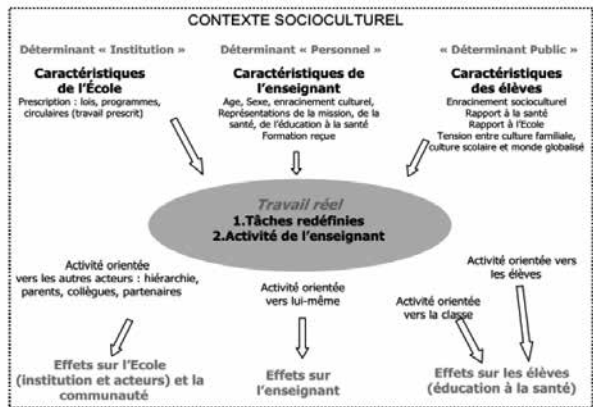 CONTEXTE SOCIOCULTUREL
Déterminant « Institution »
Caractéristiques
de l'École
Prescription : lois, programmes,
circulaires (travail prescrit)
Déterminant « Personnel »
Caractéristiques de
l'enseignant
Age, Sexe, enracinement culturel,
Représentations de la mission, de la
santé, de l'éducation à la santé
Formation reçue
« Déterminant Public »
Caractéristiques
des élèves
Enracinement socioculturel
Rapport à la santé
Rapport à l'Ecole
Tension entre culture familiale,
culture scolaire et monde globalisé
Travail réel
1.Tâches redéfinies
2.Activité de l'enseignant
Activité orientée
vers les autres acteurs : hiérarchie,
parents, collègues, partenaires
Activité orientée
vers lui-même
Activité orientée
vers la classe
Activité orientée vers
les élèves
Effets sur l'Ecole
(institution et acteurs) et la
communauté
Effets sur
l'enseignant
Effets sur les élèves
(éducation à la santé)